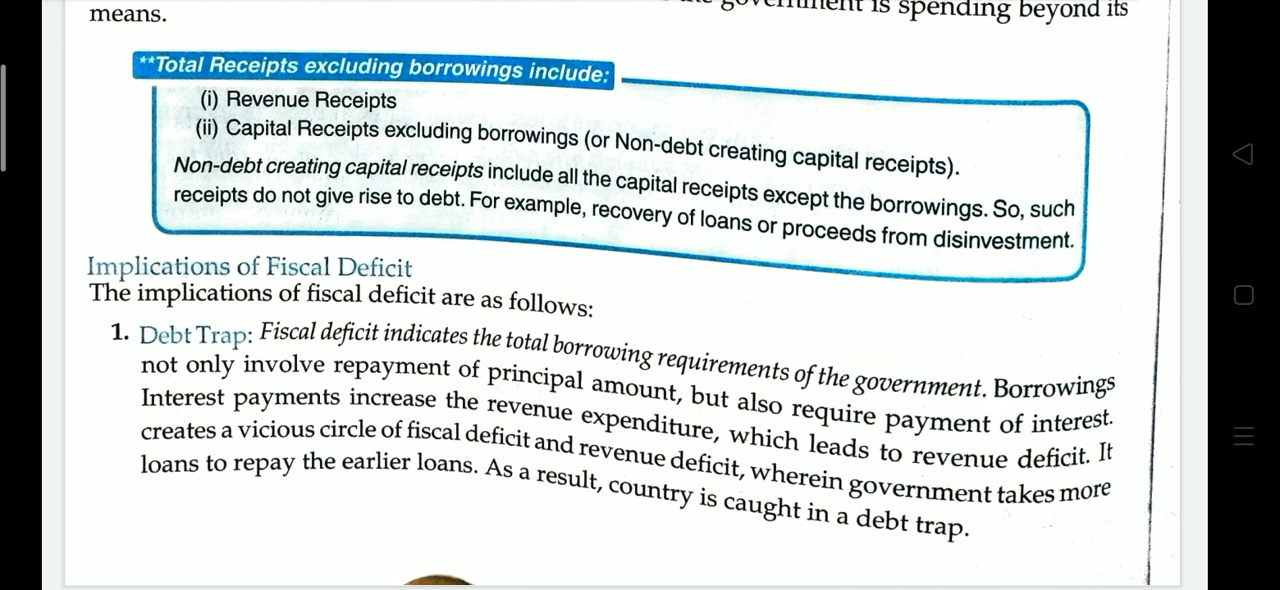 government is spending beyond its
means.
**Total Receipts excluding borrowings include:
(i) Revenue Receipts
(ii) Capital Receipts excluding borrowings (or Non-debt creating capital receipts).
Non-debt creating capital receipts include all the capital receipts except the borrowings. So, such
receipts do not give rise to debt. For example, recovery of loans or proceeds from disinvestment.
Implications of Fiscal Deficit
The implications of fiscal deficit are as follows:
1. Debt Trap: Fiscal deficit indicates the total borrowing requirements of the government. Borrowings
not only involve repayment of principal amount, but also require payment of interest.
Interest payments increase the revenue expenditure, which leads to revenue deficit. It
creates a vicious circle of fiscal deficit and revenue deficit, wherein government takes more
loans to repay the earlier loans. As a result, country is caught in a debt trap.